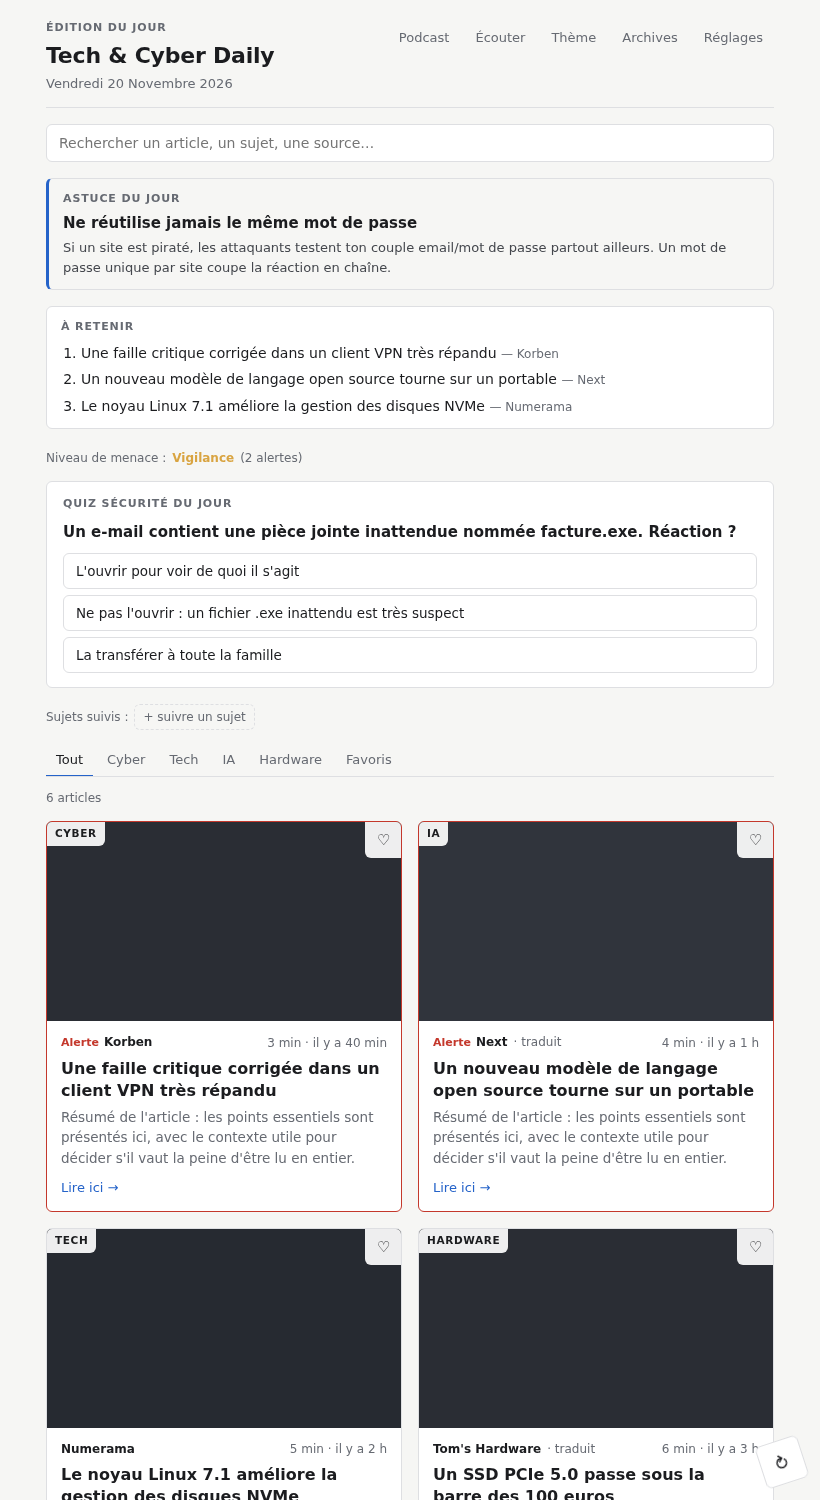 ÉDITION DU JOUR
Tech & Cyber Daily
Vendredi 20 Novembre 2026
Podcast Écouter Thème Archives Réglages
Rechercher un article, un sujet, une source…
ASTUCE DU JOUR
Ne réutilise jamais le même mot de passe
Si un site est piraté, les attaquants testent ton couple email/mot de passe partout ailleurs. Un mot de
passe unique par site coupe la réaction en chaîne.
À RETENIR
1. Une faille critique corrigée dans un client VPN très répandu — Korben
2. Un nouveau modèle de langage open source tourne sur un portable — Next
3. Le noyau Linux 7.1 améliore la gestion des disques NVMe — Numerama
Niveau de menace : Vigilance (2 alertes)
QUIZ SÉCURITÉ DU JOUR
Un e-mail contient une pièce jointe inattendue nommée facture.exe. Réaction ?
L'ouvrir pour voir de quoi il s'agit
Ne pas l'ouvrir : un fichier .exe inattendu est très suspect
La transférer à toute la famille
Sujets suivis : + suivre un sujet
Tout Cyber Tech IA Hardware Favoris
6 articles
CYBER ♡
Alerte Korben 3 min · il y a 40 min
Une faille critique corrigée dans un
client VPN très répandu
Résumé de l'article : les points essentiels sont
présentés ici, avec le contexte utile pour
décider s'il vaut la peine d'être lu en entier.
Lire ici →
IA ♡
Alerte Next · traduit 4 min · il y a 1 h
Un nouveau modèle de langage
open source tourne sur un portable
Résumé de l'article : les points essentiels sont
présentés ici, avec le contexte utile pour
décider s'il vaut la peine d'être lu en entier.
Lire ici →
TECH ♡
Numerama 5 min · il y a 2 h
Le noyau Linux 7.1 améliore la
gestion des disques NVMe
HARDWARE ♡
Tom's Hardware · traduit 6 min · il y a 3 h
Un SSD PCIe 5.0 passe sous la
barre des 100 euros
↻